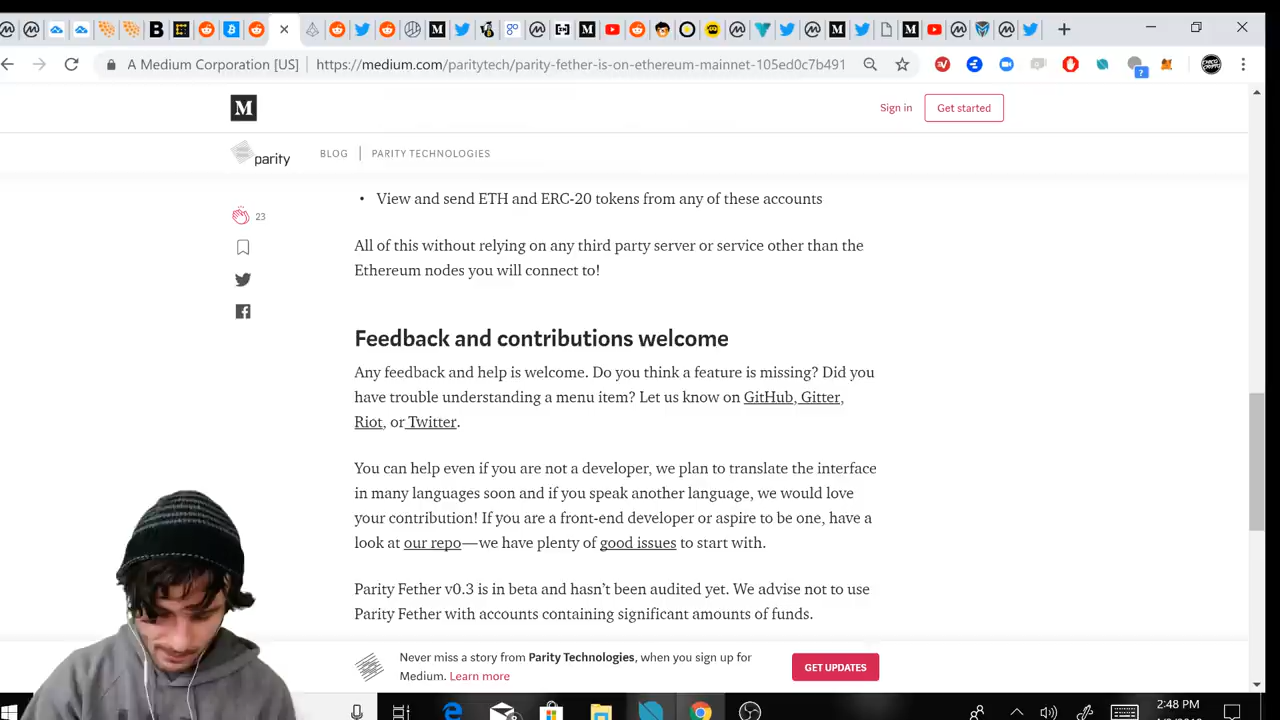 A Medium Corporation [US]
https://medium.com/paritytech/parity-fether-is-on-ethereum-mainnet-105ed0c7b491
M
Sign in
Get started
parity
BLOG
PARITY TECHNOLOGIES
• View and send ETH and ERC-20 tokens from any of these accounts
23
All of this without relying on any third party server or service other than the
Ethereum nodes you will connect to!
Feedback and contributions welcome
Any feedback and help is welcome. Do you think a feature is missing? Did you
have trouble understanding a menu item? Let us know on GitHub, Gitter,
Riot, or Twitter.
You can help even if you are not a developer, we plan to translate the interface
in many languages soon and if you speak another language, we would love
your contribution! If you are a front-end developer or aspire to be one, have a
look at our repo—we have plenty of good issues to start with.
Parity Fether v0.3 is in beta and hasn’t been audited yet. We advise not to use
Parity Fether with accounts containing significant amounts of funds.
Never miss a story from Parity Technologies, when you sign up for
Medium. Learn more
GET UPDATES
2:48 PM